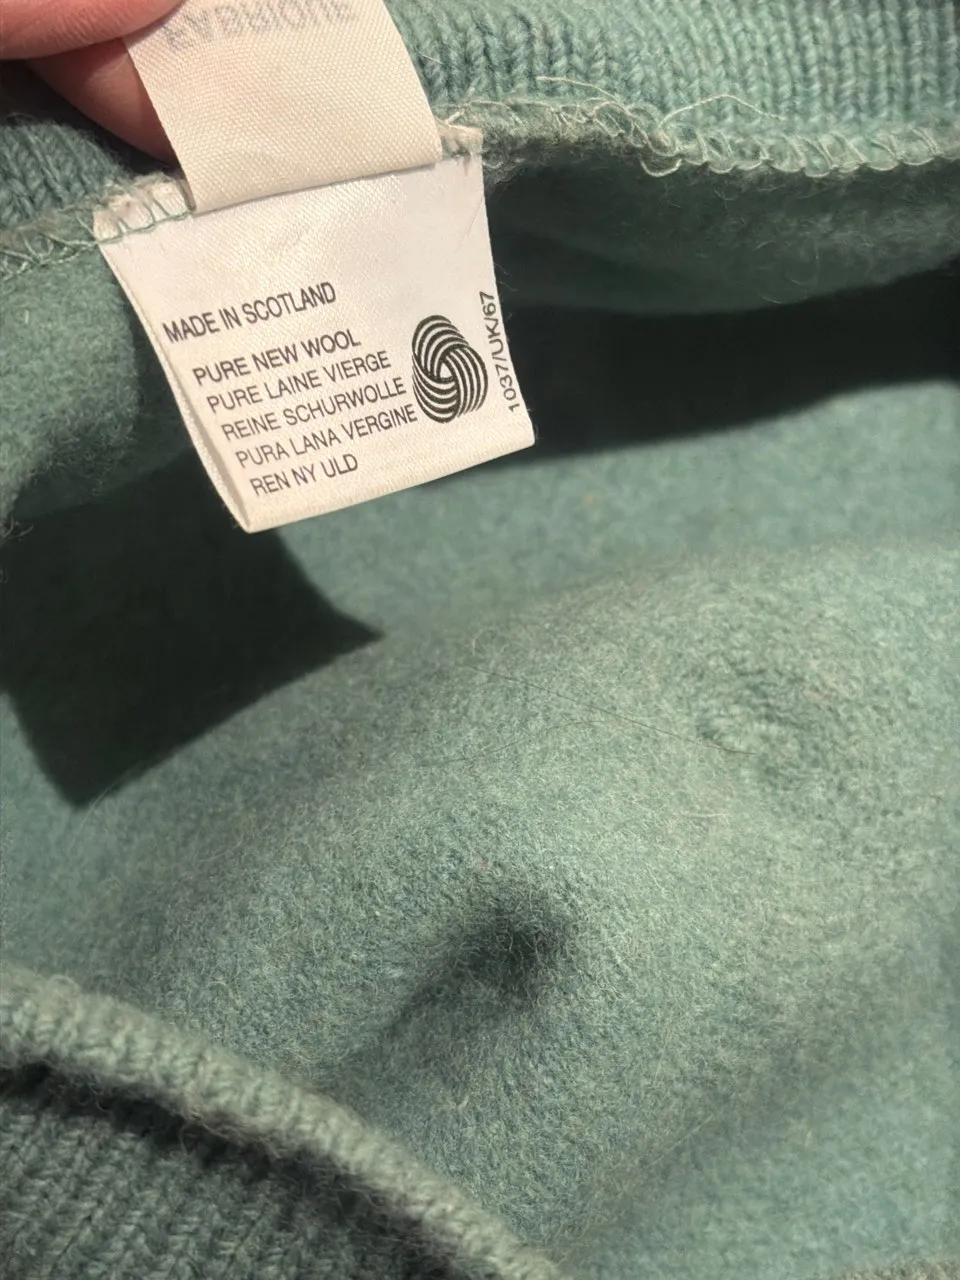 MADE IN SCOTLAND
PURE NEW WOOL
PURE LAINE VIERGE
REINE SCHURWOLLE
PURA LANA VERGINE
REN NY ULD
1037/UK/67